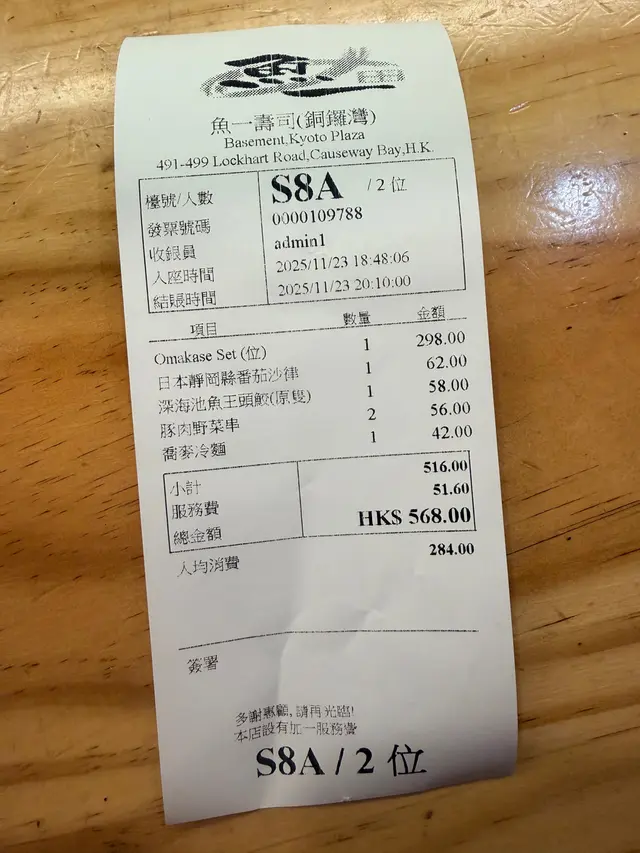 魚一壽司(銅鑼灣)
Basement,Kyoto Plaza
491-499 Lockhart Road,Causeway Bay,H.K.
檯號/人數 S8A / 2 位
發票號碼 0000109788
收銀員 admin1
入座時間 2025/11/23 18:48:06
結賬時間 2025/11/23 20:10:00
項目 數量 金額
Omakase Set (位) 1 298.00
日本靜岡縣番茄沙律 1 62.00
深海池魚王頭鮫(原隻) 1 58.00
豚肉野菜串 2 56.00
喬麥冷麵 1 42.00
小計 516.00
服務費 51.60
總金額 HK$ 568.00
人均消費 284.00
簽署
多謝惠顧, 請再光臨!
本店設有加一服務費
S8A / 2 位